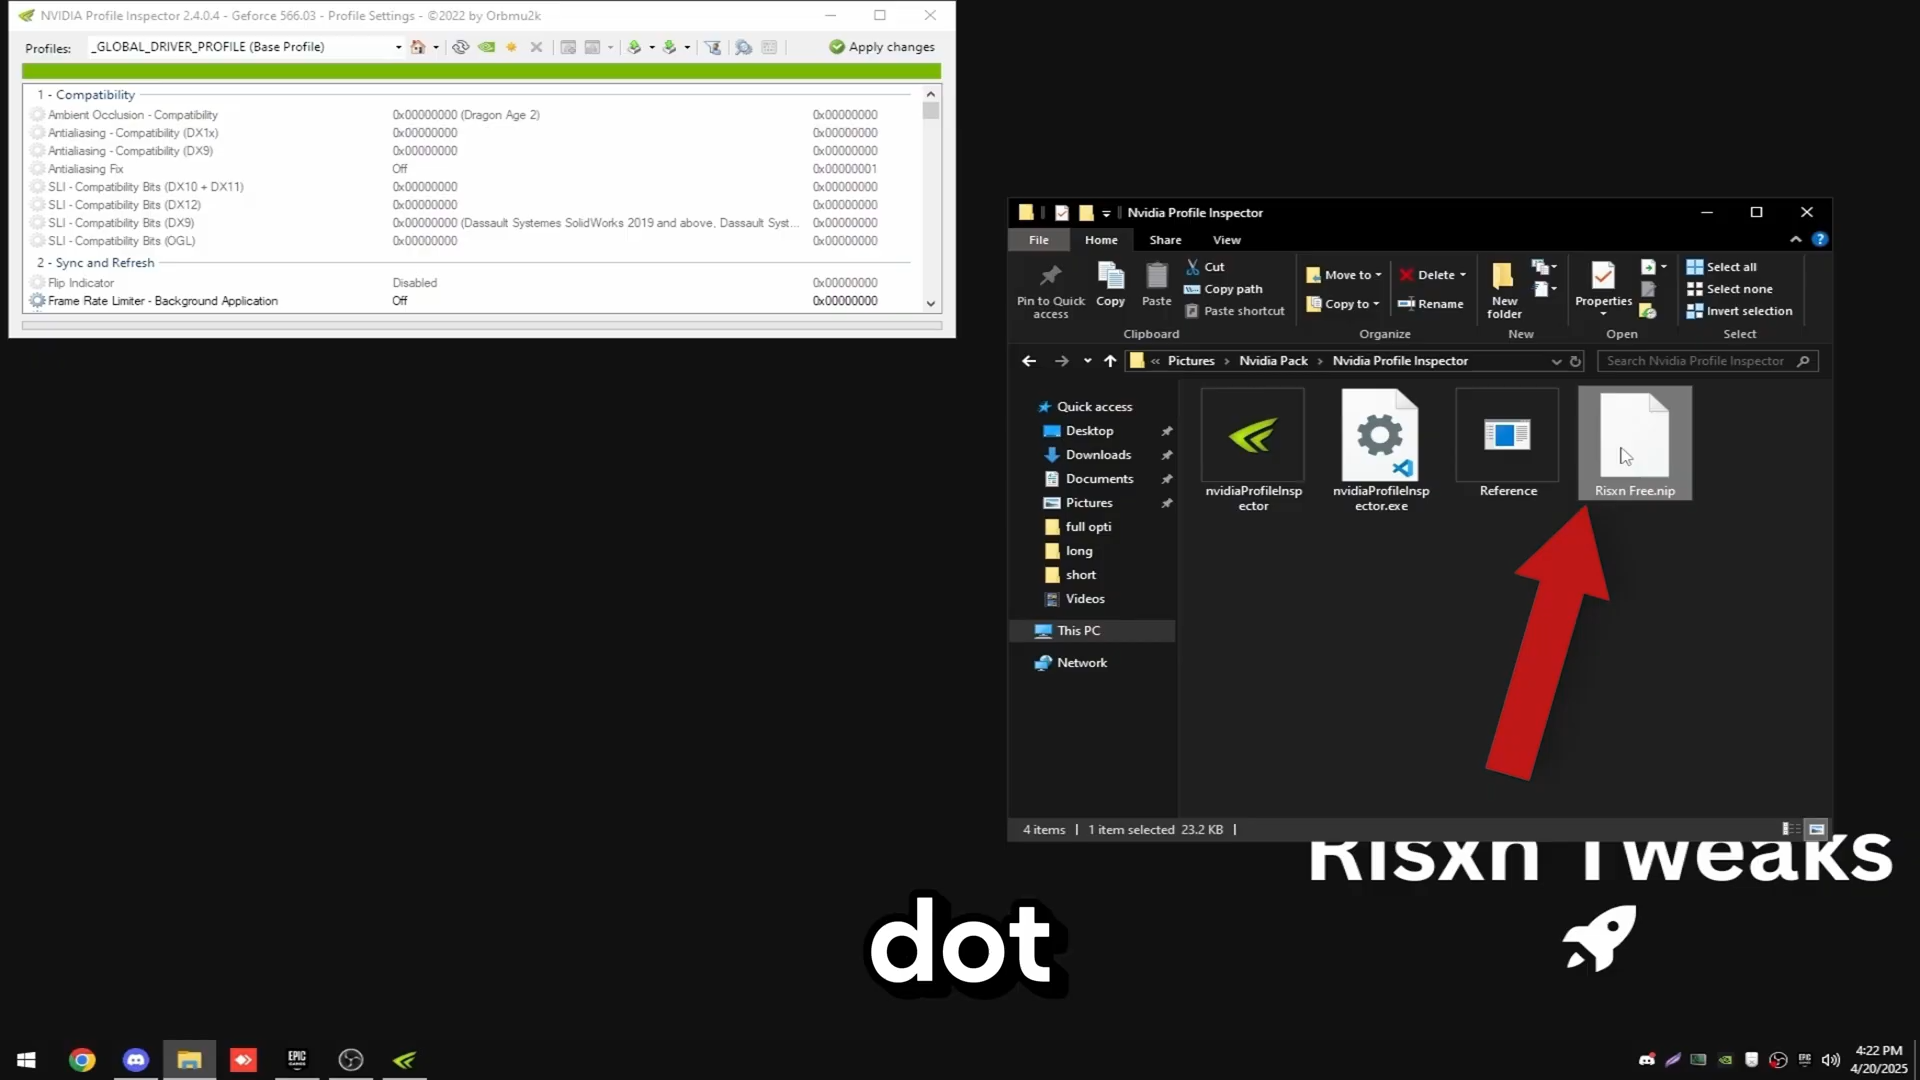 NVIDIA Profile Inspector 2.4.0.4 - Geforce 566.03 - Profile Settings - ©2022 by Orbmu2k
Profiles: _GLOBAL_DRIVER_PROFILE (Base Profile) Apply changes
1 - Compatibility
Ambient Occlusion - Compatibility 0x00000000 (Dragon Age 2) 0x00000000
Antialiasing - Compatibility (DX1x) 0x00000000 0x00000000
Antialiasing - Compatibility (DX9) 0x00000000 0x00000000
Antialiasing Fix Off 0x00000001
SLI - Compatibility Bits (DX10 + DX11) 0x00000000 0x00000000
SLI - Compatibility Bits (DX12) 0x00000000 0x00000000
SLI - Compatibility Bits (DX9) 0x00000000 (Dassault Systemes SolidWorks 2019 and above, Dassault Syst... 0x00000000
SLI - Compatibility Bits (OGL) 0x00000000 0x00000000
2 - Sync and Refresh
Flip Indicator Disabled 0x00000000
Frame Rate Limiter - Background Application Off 0x00000000
Nvidia Profile Inspector
File Home Share View
Pin to Quick access
Copy
Paste
Cut
Copy path
Paste shortcut
Clipboard
Move to
Copy to
Delete
Rename
Organize
New folder
New
Properties
Open
Select all
Select none
Invert selection
Select
« Pictures › Nvidia Pack › Nvidia Profile Inspector
Search Nvidia Profile Inspector
Quick access
Desktop
Downloads
Documents
Pictures
full opti
long
short
Videos
This PC
Network
nvidiaProfileInsp
ector
nvidiaProfileInsp
ector.exe
Reference
Risxn Free.nip
4 items | 1 item selected 23.2 KB |
Risxn Tweaks
dot
EPIC
GAMES
4:22 PM
4/20/2025